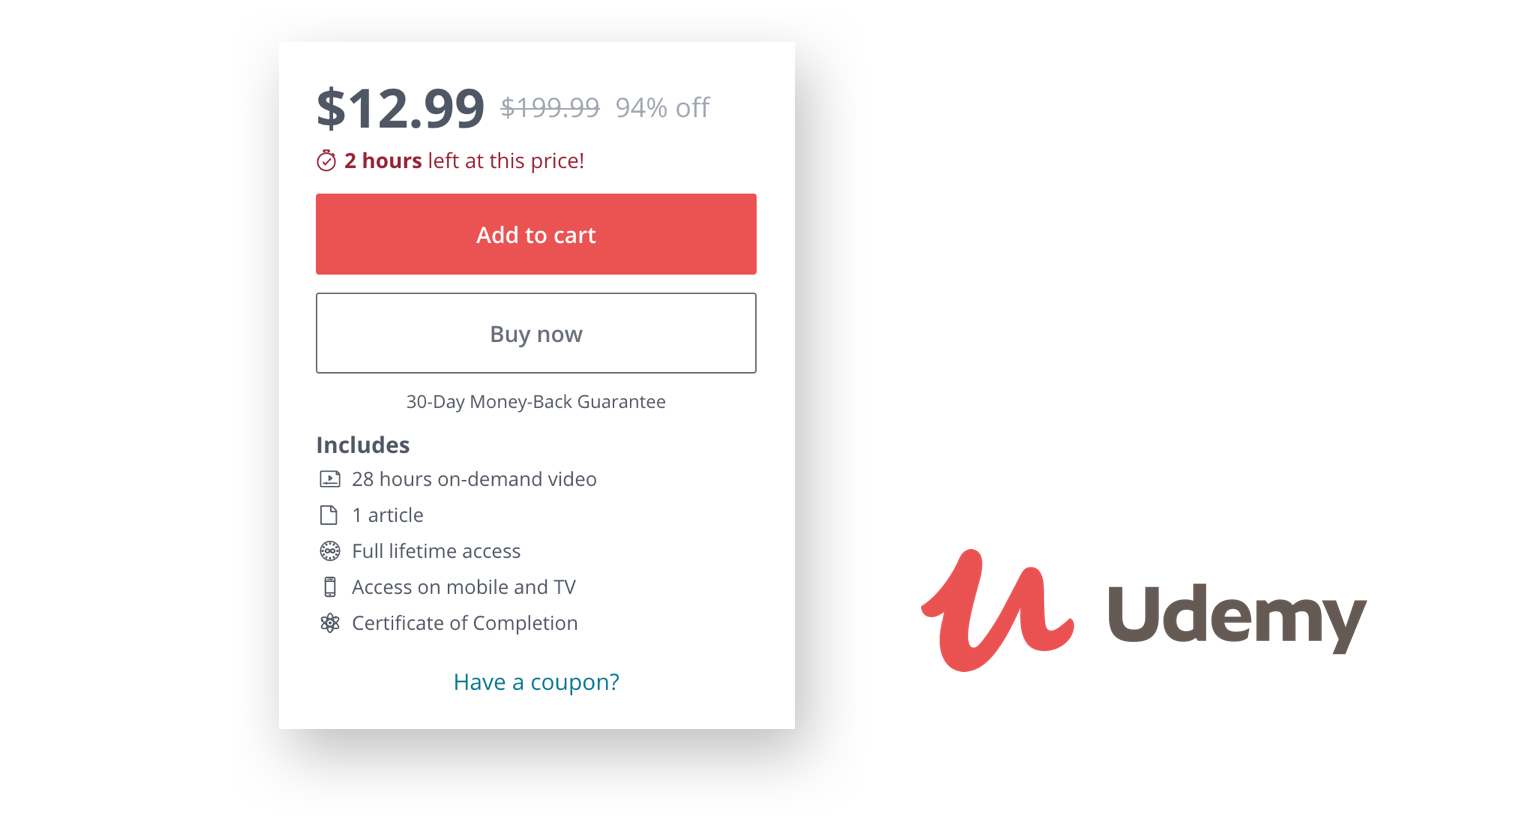 $12.99 $199.99 94% off
2 hours left at this price!
Add to cart
Buy now
30-Day Money-Back Guarantee
Includes
28 hours on-demand video
1 article
Full lifetime access
Access on mobile and TV
Certificate of Completion
Have a coupon?
Udemy